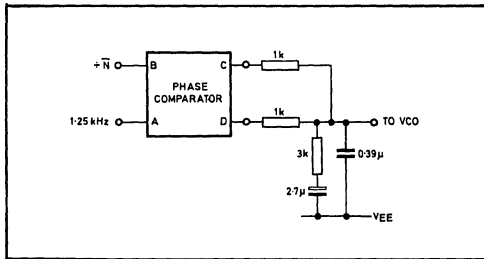 ÷ N̄
B
C
1k
PHASE
COMPARATOR
1·25 kHz
A
D
1k
TO VCO
3k
0·39μ
2·7μ
VEE